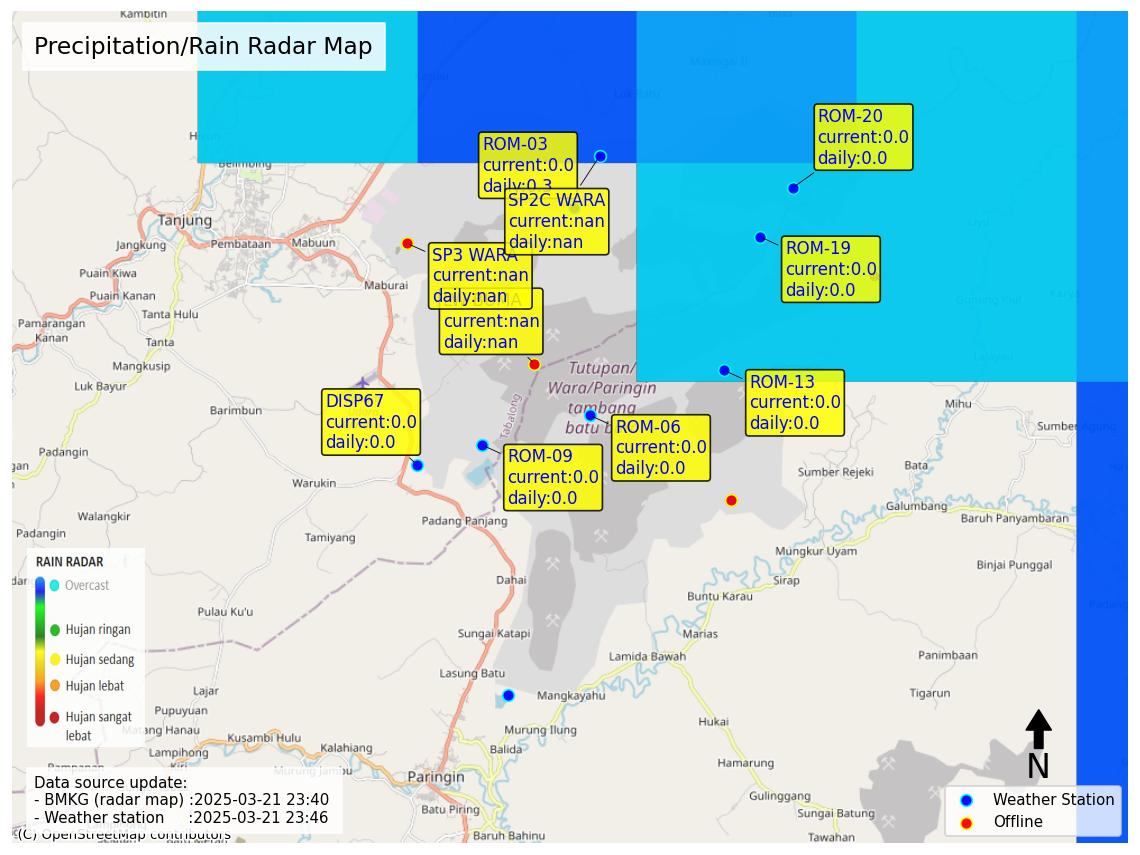 Kambitin
Precipitation/Rain Radar Map
ROM-20
current:0.0
daily:0.0
ROM-03
current:0.0
daily:0.3
SP2C WARA
current:nan
daily:nan
Belimbing
Tanjung
Jangkung
Pembataan
Mabuun
SP3 WARA
current:nan
daily:nan
ROM-19
current:0.0
daily:0.0
Puain Kiwa
Maburai
Puain Kanan
Tanta Hulu
current:nan
daily:nan
Pamarangan
Kanan
Tanta
Mangkusip
Luk Bayur
Tutupan/
Wara/Paringin
tambang
Tabalong
ROM-13
current:0.0
daily:0.0
Barimbun
DISP67
current:0.0
daily:0.0
Mihu
ROM-06
current:0.0
daily:0.0
Padangin
ROM-09
current:0.0
daily:0.0
Warukin
Sumber Rejeki
Bata
Galumbang
Walangkir
Padang Panjang
Baruh Panyambaran
Padangin
Tamiyang
Mungkur Uyam
Binjai Punggal
RAIN RADAR
Overcast
Hujan ringan
Hujan sedang
Hujan lebat
Hujan sangat
lebat
Dahai
Sirap
Buntu Karau
Pulau Ku'u
Sungai Katapi
Marias
Lamida Bawah
Panimbaan
Lasung Batu
Lajar
Mangkayahu
Tigarun
Pupuyuan
Matang Hanau
Kusambi Hulu
Murung Ilung
Hukai
Lampihong
Kalahiang
Balida
Hamarung
N
Murung Jambu
Paringin
Data source update:
- BMKG (radar map) :2025-03-21 23:40
- Weather station :2025-03-21 23:46
Batu Piring
Gulinggang
Sungai Batung
Weather Station
Offline
(C) OpenStreetMap contributors
Baruh Bahinu
Tawahan